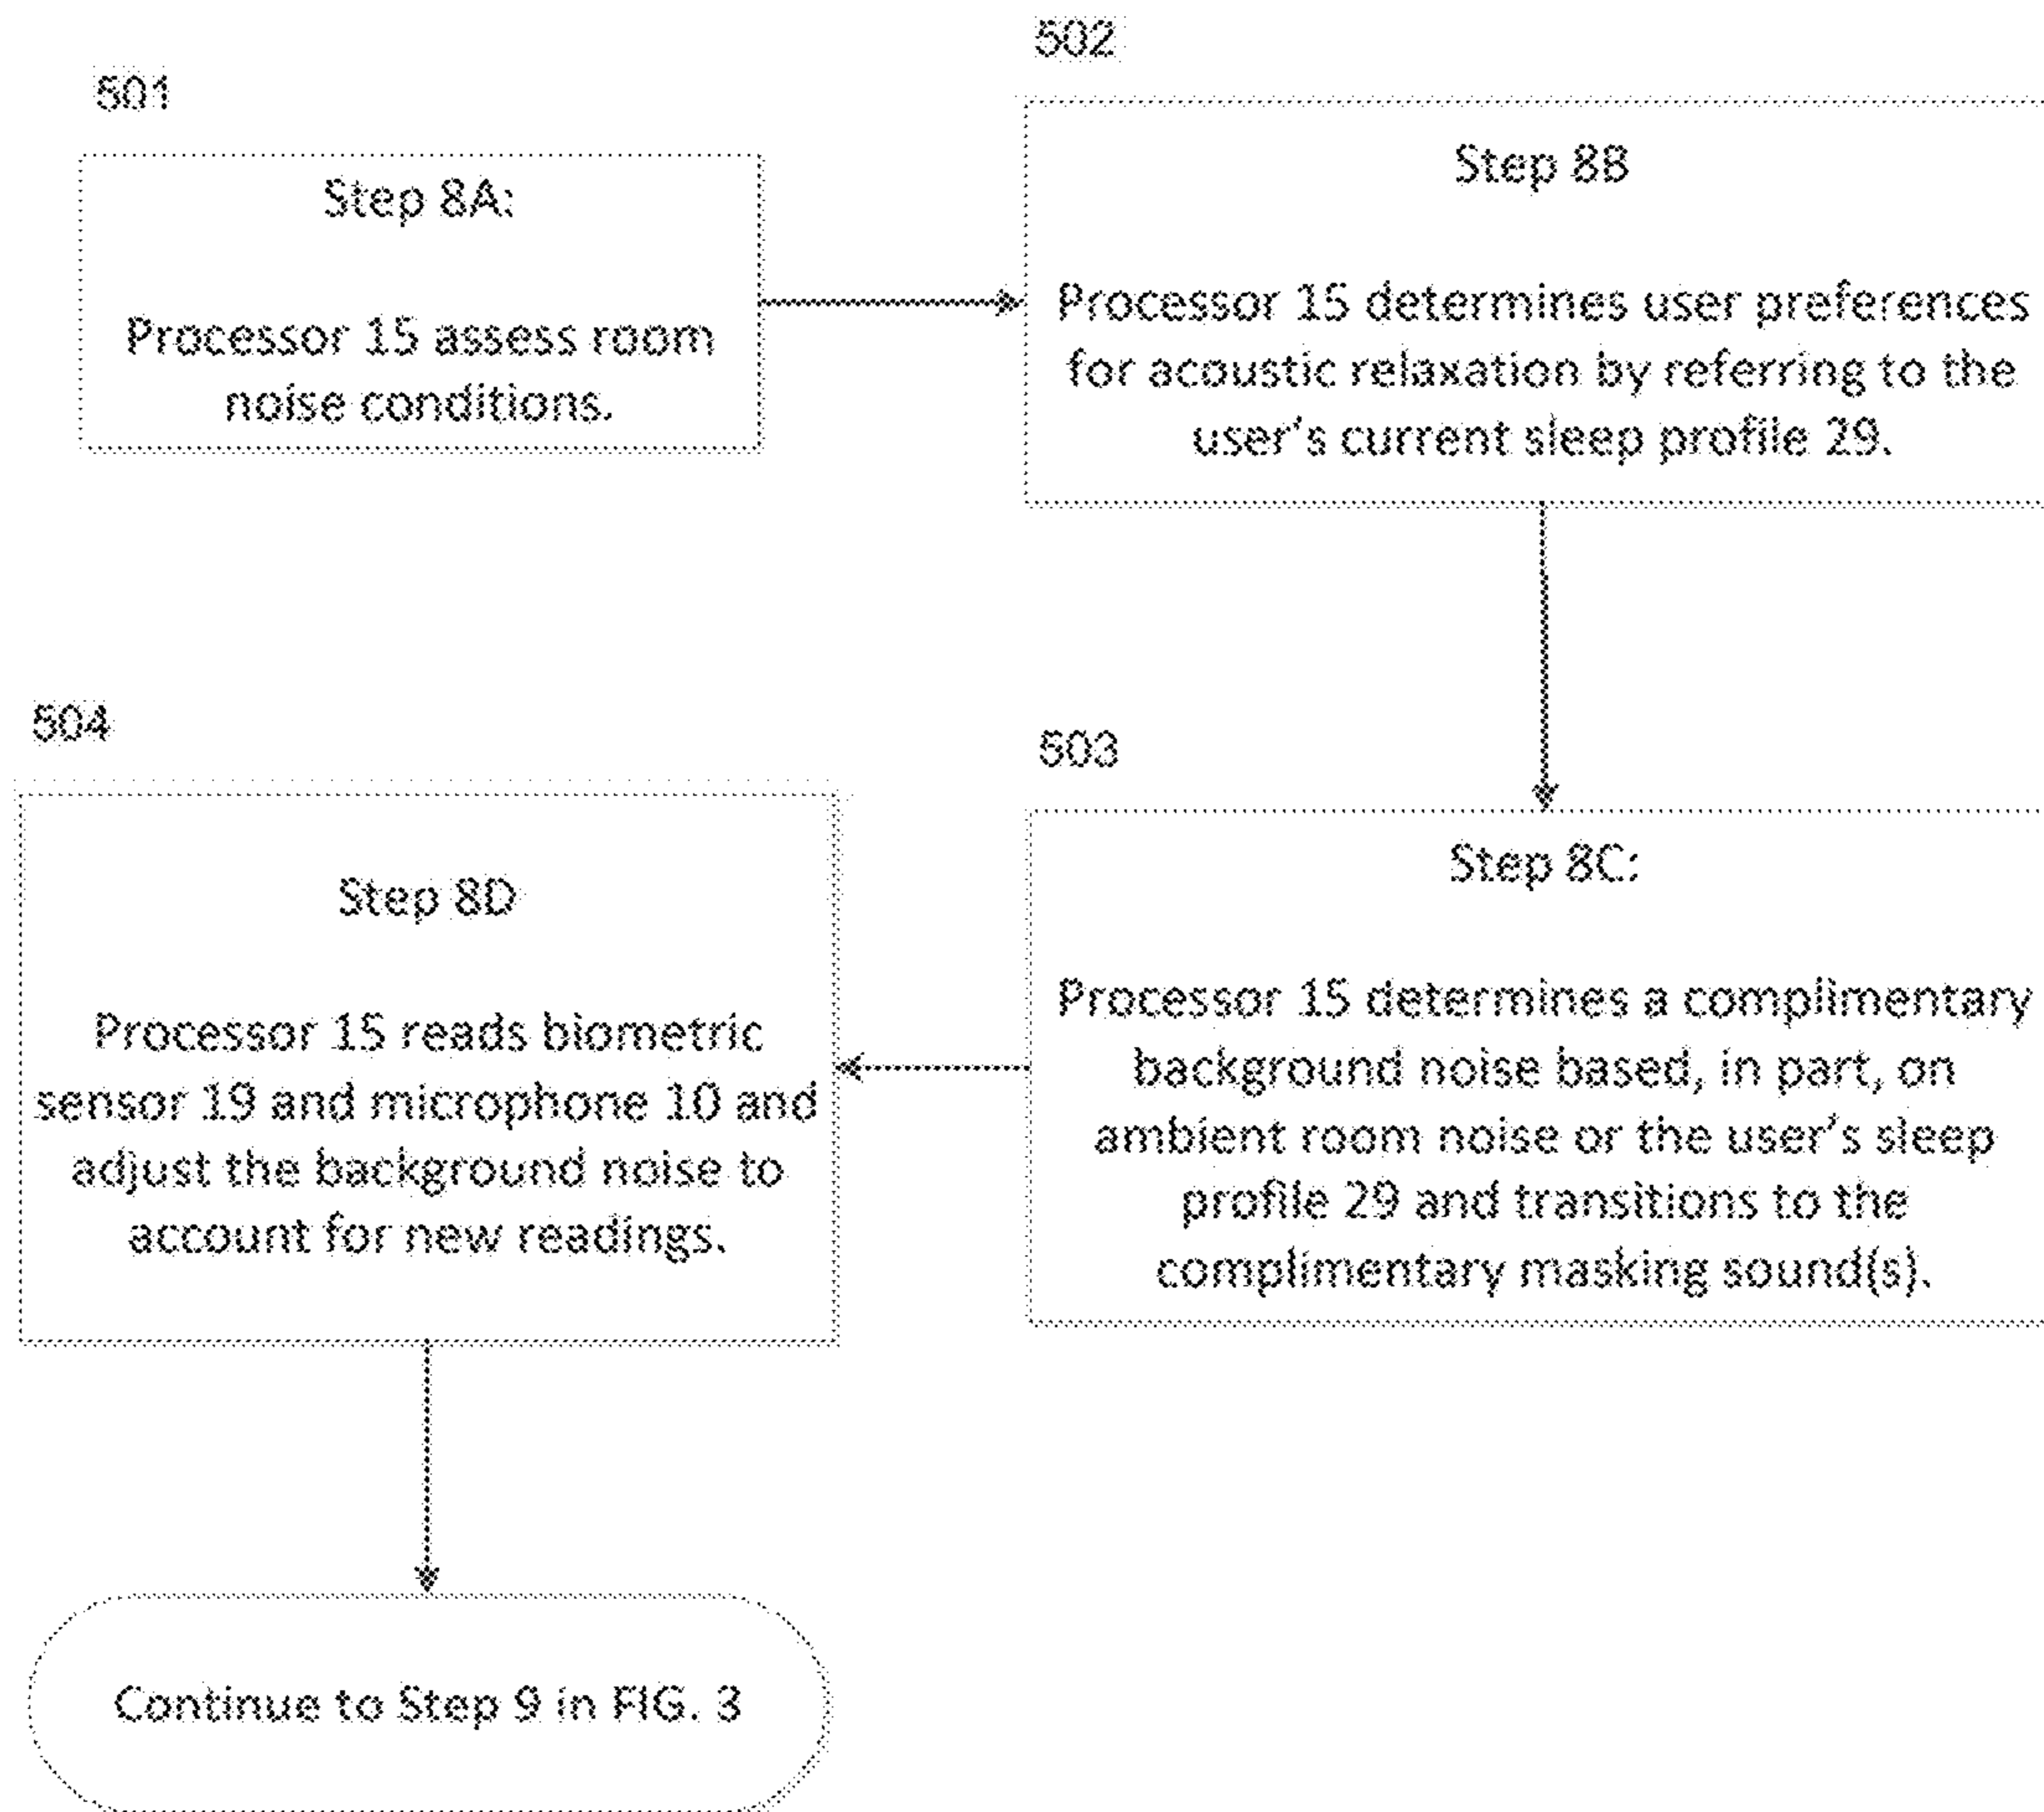 501
Step 8A:
Processor 15 assess room
noise conditions.
502
Step 8B
Processor 15 determines user preferences
for acoustic relaxation by referring to the
user's current sleep profile 29.
503
Step 8C:
Processor 15 determines a complimentary
background noise based, in part, on
ambient room noise or the user's sleep
profile 29 and transitions to the
complimentary masking sound(s).
504
Step 8D
Processor 15 reads biometric
sensor 19 and microphone 10 and
adjust the background noise to
account for new readings.
Continue to Step 9 in FIG. 3